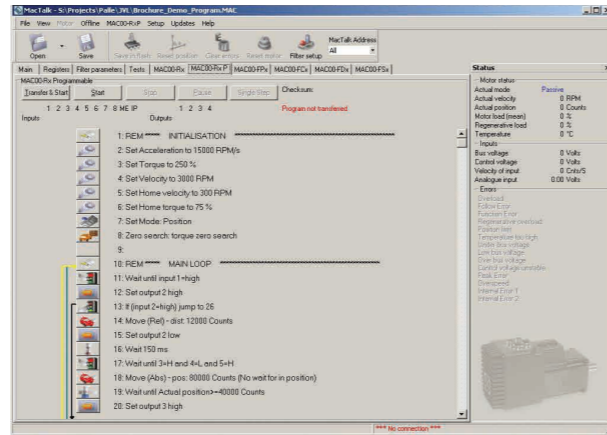 MacTalk - S:\Projects\Palle\JVL\Brochure_Demo_Program.MAC
File View Motor Offline MAC00-RxP Setup Updates Help
Open Save Save in flash Reset position Clear errors Reset motor Filter setup
MacTalk Address
All
Main Registers Filter parameters Tests MAC00-Rx MAC00-Rx P MAC00-FPx MAC00-FCx MAC00-FDx MAC00-FSx
MAC00-Rx Programmable
Transfer & Start Start Stop Pause Single Step Checksum:
1 2 3 4 5 6 7 8 ME IP 1 2 3 4 Program not transferred
Inputs Outputs
1: REM **** INITIALISATION
2: Set Acceleration to 15000 RPM/s
3: Set Torque to 250 %
4: Set Velocity to 3000 RPM
5: Set Home velocity to 300 RPM
6: Set Home torque to 75 %
7: Set Mode: Position
8: Zero search: torque zero search
9:
10: REM **** MAIN LOOP
11: Wait until input 1=high
12: Set output 2 high
13: If (input 2=high) jump to 26
14: Move (Rel) - dist: 12000 Counts
15: Set output 2 low
16: Wait 150 ms
17: Wait until 3=H and 4=L and 5=H
18: Move (Abs) - pos: 80000 Counts (No wait for in position)
19: Wait until Actual position>=40000 Counts
20: Set output 3 high
Status
Motor status
Actual mode Passive
Actual velocity 0 RPM
Actual position 0 Counts
Motor load (mean) 0 %
Regenerative load 0 %
Temperature 0 °C
Inputs
Bus voltage 0 Volts
Control voltage 0 Volts
Velocity of input 0 Cnts/S
Analogue input 0.00 Volts
Errors
Overload
Follow Error
Function Error
Regenerative overload
Position limit
Temperature too high
Under bus voltage
Low bus voltage
Over bus voltage
Control voltage unstable
Peak Error
Overspeed
Internal Error 1
Internal Error 2
*** No connection ***